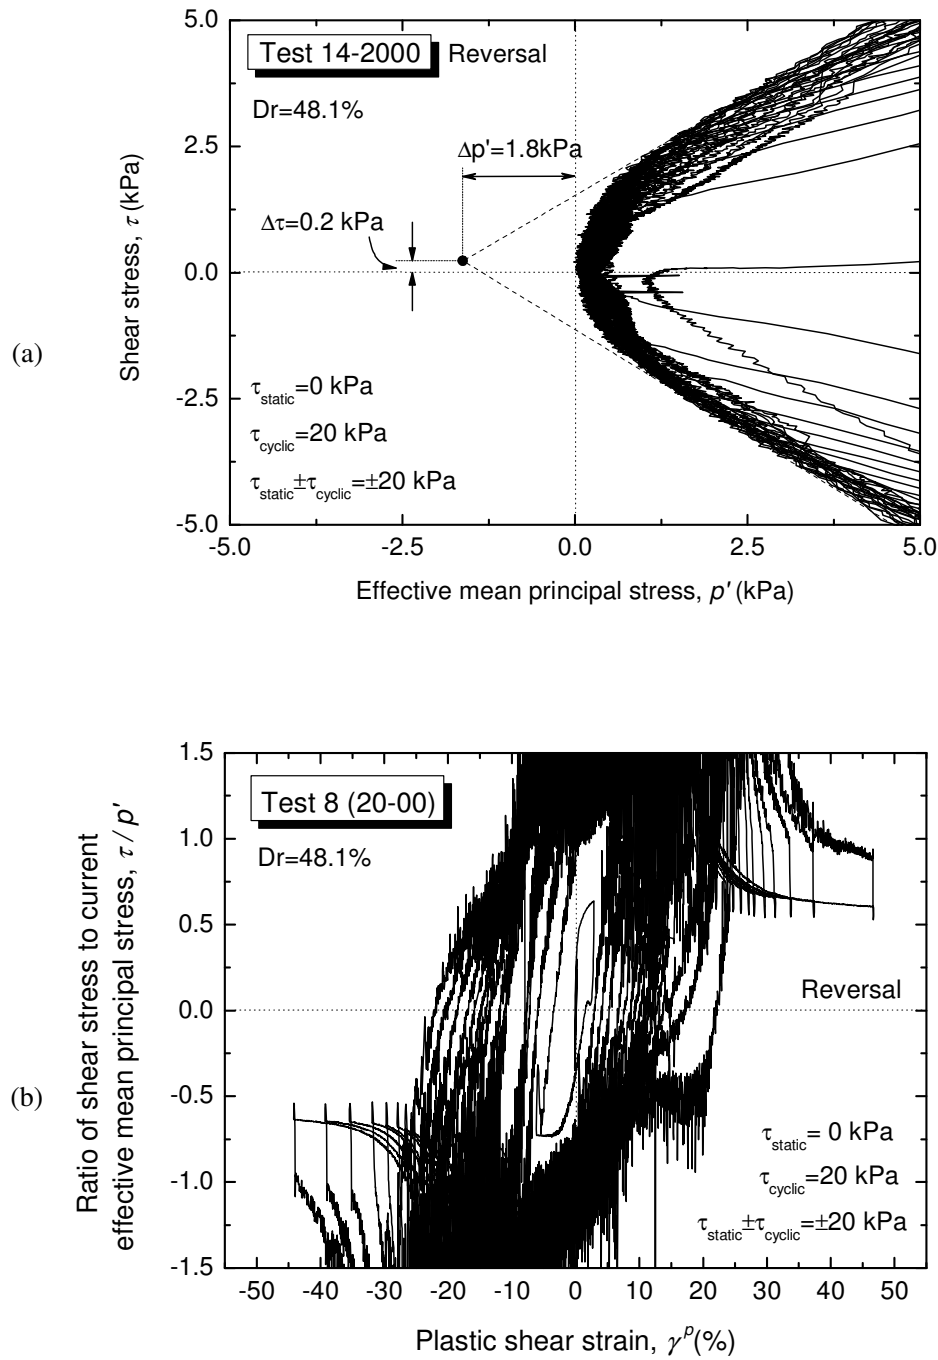 Test 14-2000 Reversal
Dr=48.1%
Δp'=1.8kPa
Δτ=0.2 kPa
τstatic=0 kPa
τcyclic=20 kPa
τstatic±τcyclic=±20 kPa
5.0
2.5
0.0
-2.5
-5.0
Shear stress, τ (kPa)
(a)
-5.0 -2.5 0.0 2.5 5.0
Effective mean principal stress, p' (kPa)
Test 8 (20-00)
Dr=48.1%
Reversal
τstatic= 0 kPa
τcyclic=20 kPa
τstatic±τcyclic=±20 kPa
1.5
1.0
0.5
0.0
-0.5
-1.0
-1.5
Ratio of shear stress to current
effective mean principal stress, τ / p'
(b)
-50 -40 -30 -20 -10 0 10 20 30 40 50
Plastic shear strain, γp(%)